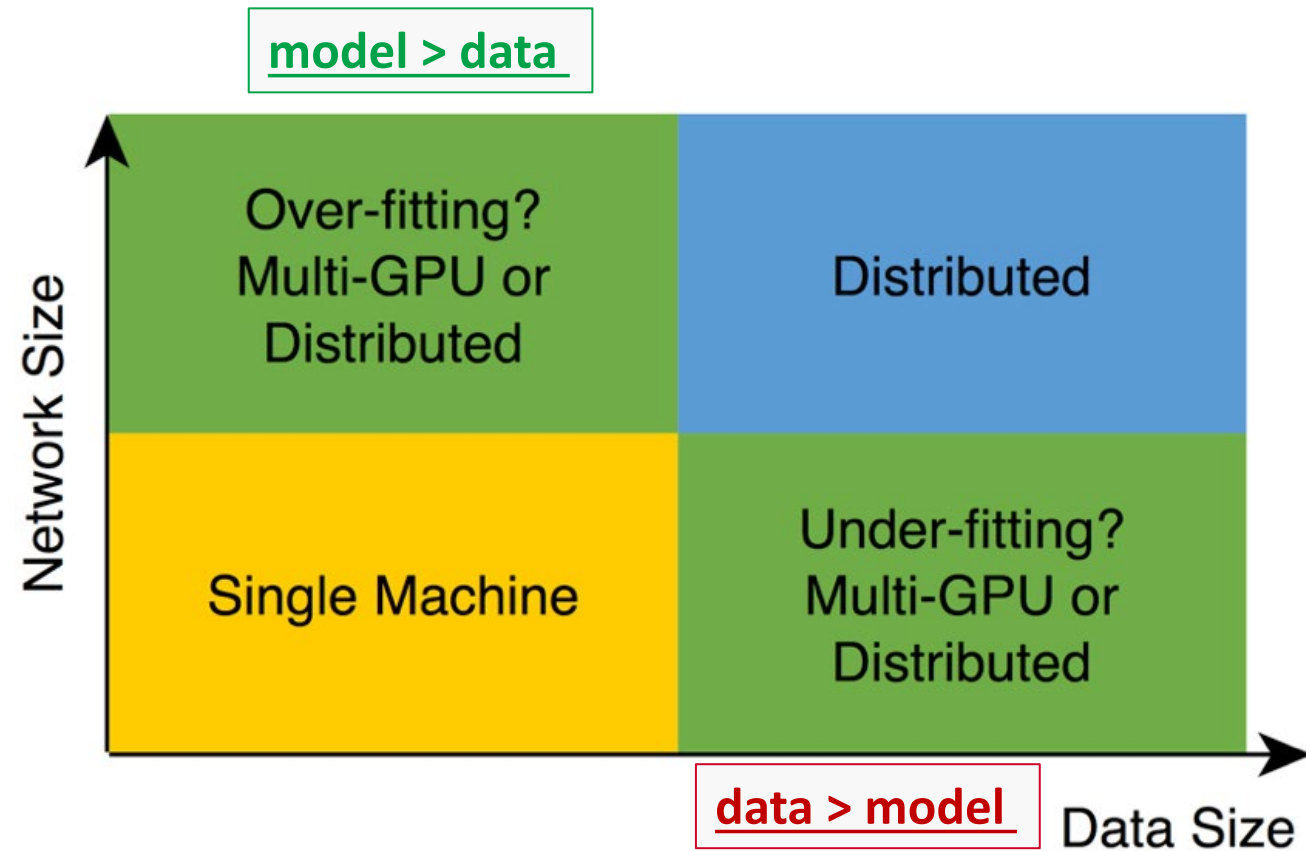 model > data
Over-fitting?
Multi-GPU or
Distributed
Distributed
Network Size
Single Machine
Under-fitting?
Multi-GPU or
Distributed
data > model
Data Size